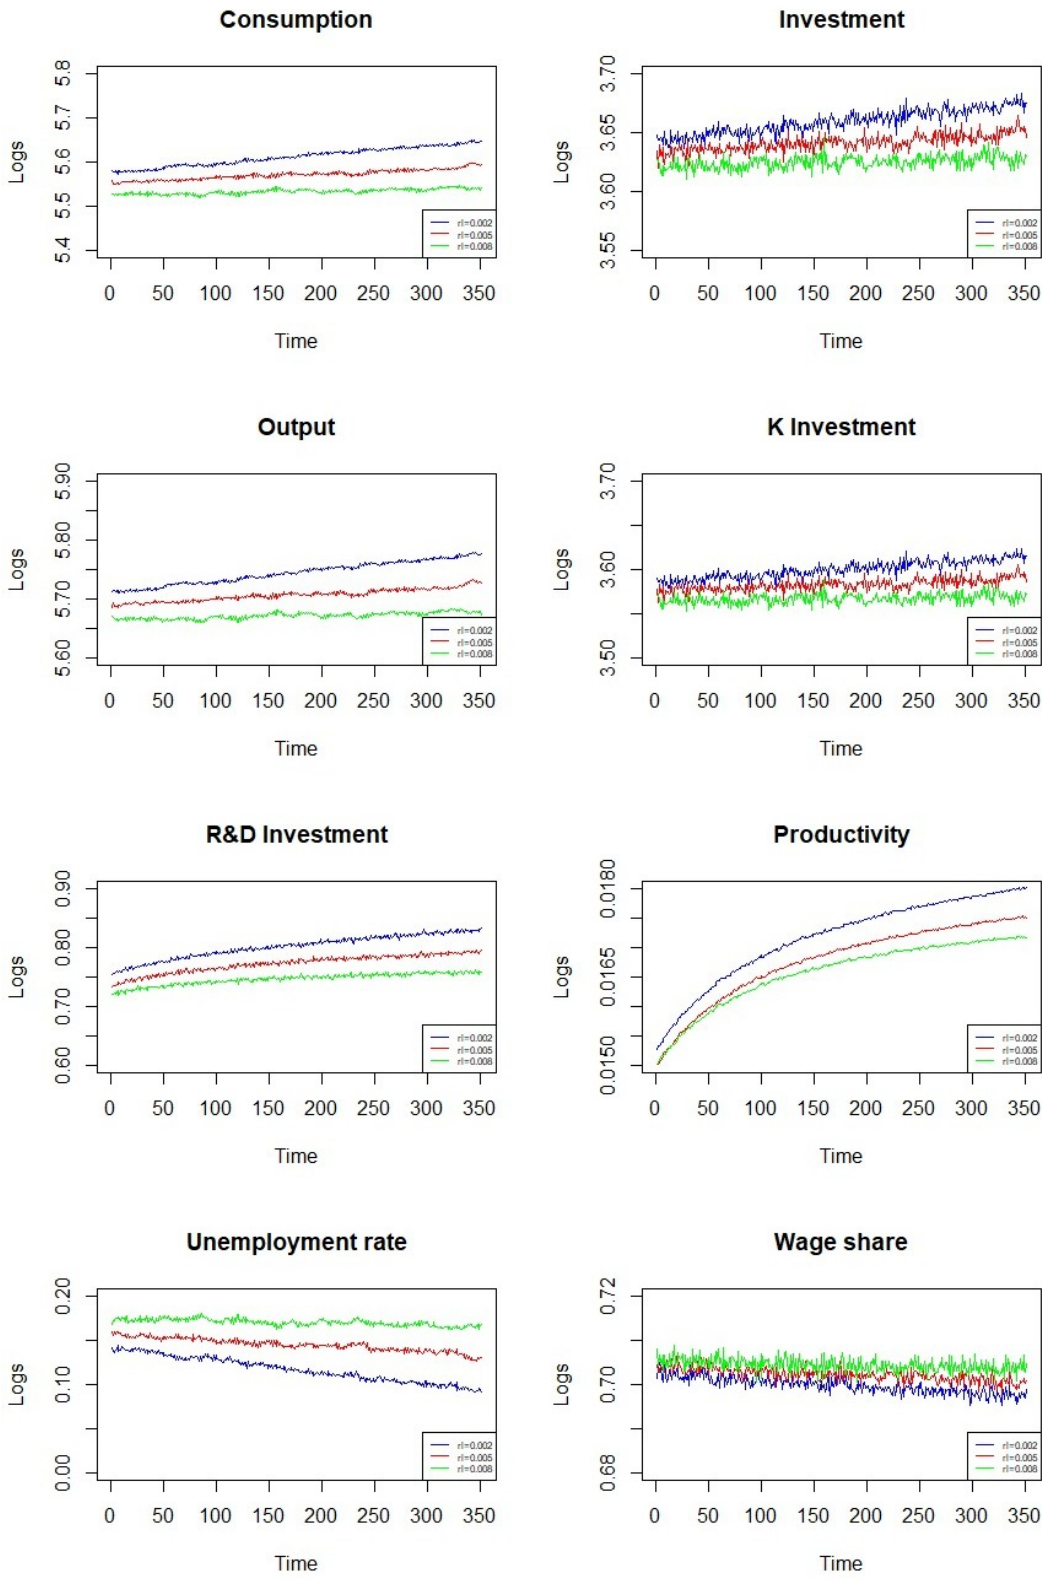 Consumption
Logs
5.4 5.5 5.6 5.7 5.8
rl=0.002
rl=0.005
rl=0.008
0 50 100 150 200 250 300 350
Time
Investment
Logs
3.55 3.60 3.65 3.70
rl=0.002
rl=0.005
rl=0.008
0 50 100 150 200 250 300 350
Time
Output
Logs
5.60 5.70 5.80 5.90
rl=0.002
rl=0.005
rl=0.008
0 50 100 150 200 250 300 350
Time
K Investment
Logs
3.50 3.60 3.70
rl=0.002
rl=0.005
rl=0.008
0 50 100 150 200 250 300 350
Time
R&D Investment
Logs
0.60 0.70 0.80 0.90
rl=0.002
rl=0.005
rl=0.008
0 50 100 150 200 250 300 350
Time
Productivity
Logs
0.0150 0.0165 0.0180
rl=0.002
rl=0.005
rl=0.008
0 50 100 150 200 250 300 350
Time
Unemployment rate
Logs
0.00 0.10 0.20
rl=0.002
rl=0.005
rl=0.008
0 50 100 150 200 250 300 350
Time
Wage share
Logs
0.68 0.70 0.72
rl=0.002
rl=0.005
rl=0.008
0 50 100 150 200 250 300 350
Time